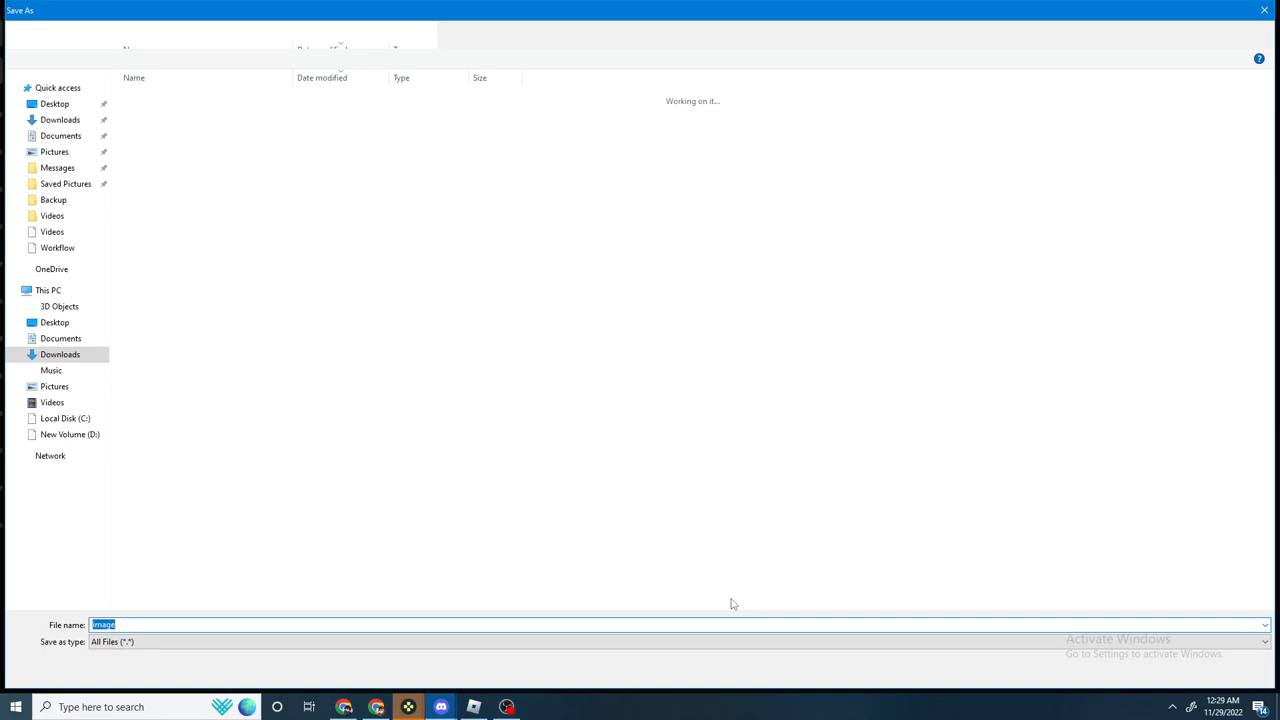 Save As
Name
Date modified
Type
Size
Quick access
Working on it...
Desktop
Downloads
Documents
Pictures
Messages
Saved Pictures
Backup
Videos
Videos
Workflow
OneDrive
This PC
3D Objects
Desktop
Documents
Downloads
Music
Pictures
Videos
Local Disk (C:)
New Volume (D:)
Network
File name:
image
Save as type:
All Files (*.*)
Activate Windows
Go to Settings to activate Windows.
Type here to search
12:29 AM
11/29/2022
14